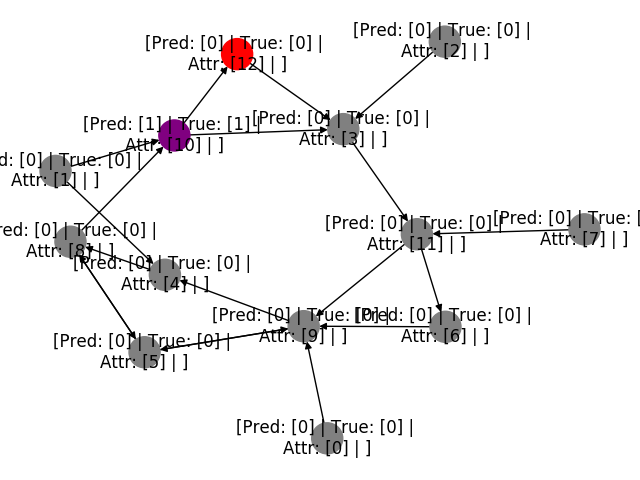 [Pred: [0] | True: [0] |
Attr: [12] | ]
[Pred: [0] | True: [0] |
Attr: [2] | ]
[Pred: [1] | True: [1] |
Attr: [10] | ]
[Pred: [0] | True: [0] |
Attr: [3] | ]
d: [0] | True: [0] |
Attr: [1] | ]
red: [0] | True: [0] |
Attr: [8] | ]
[Pred: [0] | True: [0] |
Attr: [11] | ]
[Pred: [0] | True: [
Attr: [7] | ]
[Pred: [0] | True: [0] |
Attr: [4] | ]
[Pred: [0] | True: [0] |
Attr: [9] | ]
[Pred: [0] | True: [0] |
Attr: [6] | ]
[Pred: [0] | True: [0] |
Attr: [5] | ]
[Pred: [0] | True: [0] |
Attr: [0] | ]